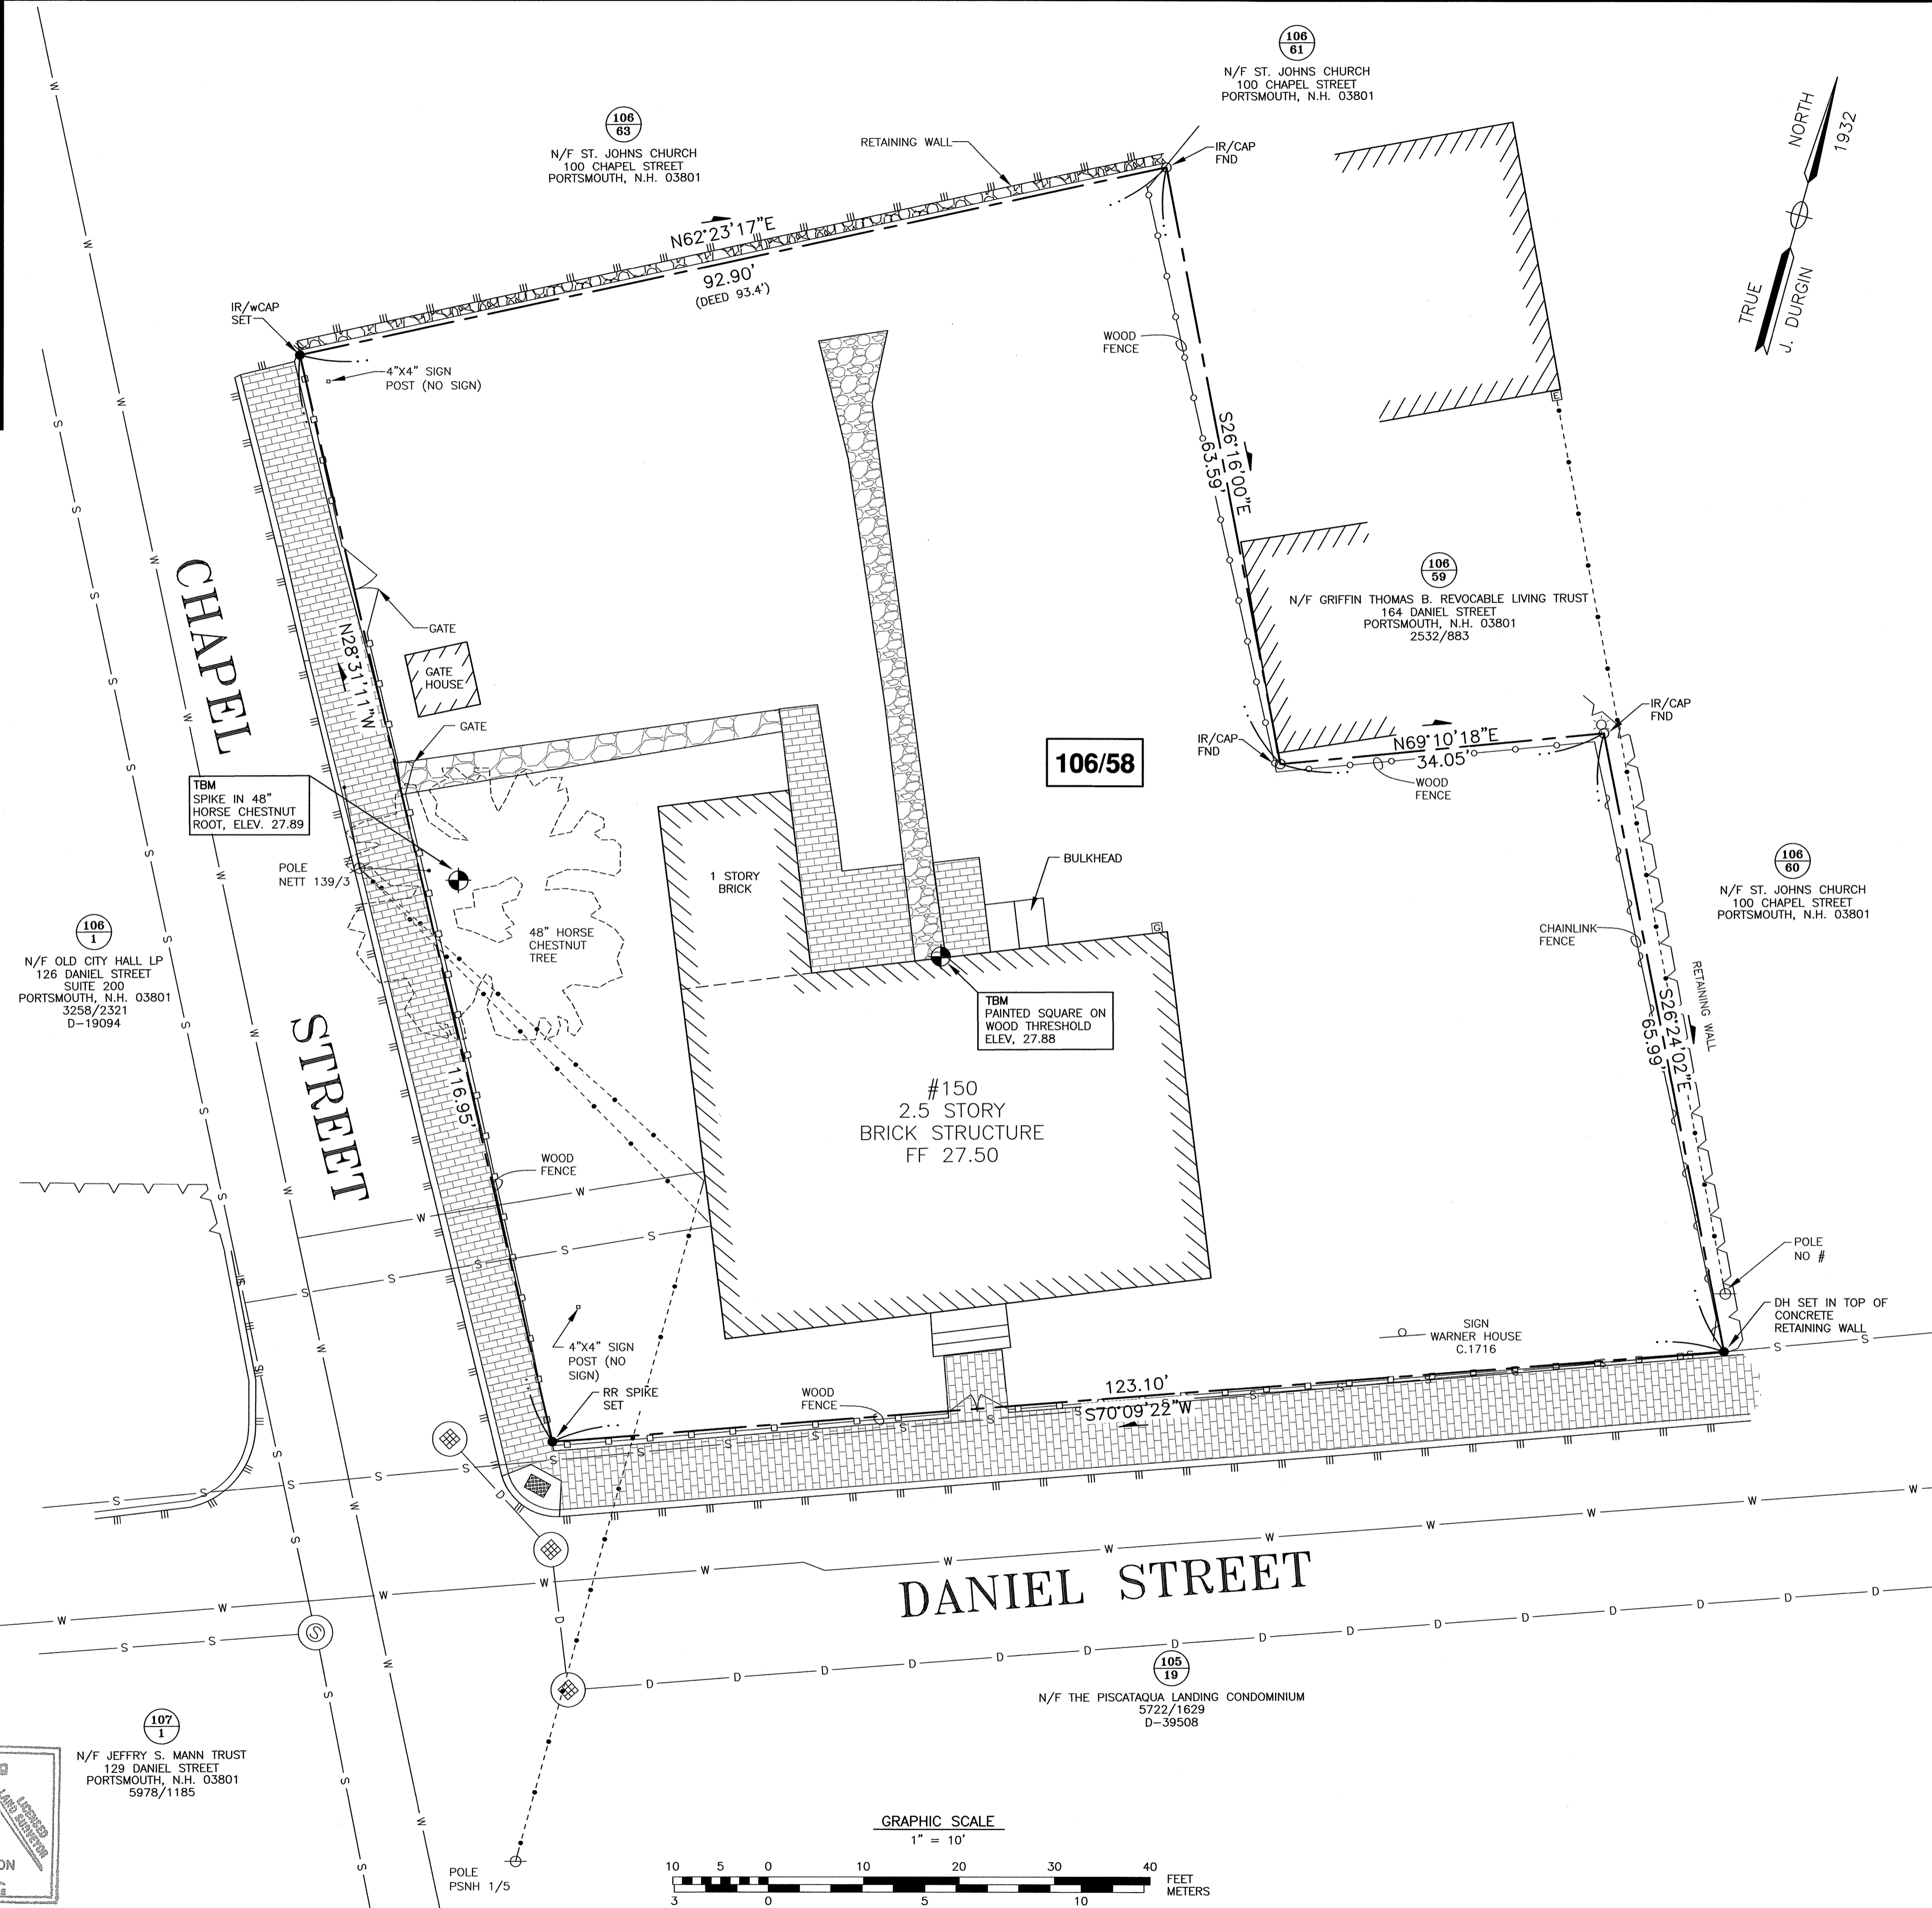 106
61
N/F ST. JOHNS CHURCH
100 CHAPEL STREET
PORTSMOUTH, N.H. 03801
106
63
N/F ST. JOHNS CHURCH
100 CHAPEL STREET
PORTSMOUTH, N.H. 03801
RETAINING WALL
IR/CAP
FND
TRUE NORTH
J. DURGIN 1932
N62°23'17"E
92.90'
(DEED 93.4')
IR/wCAP
SET
4"X4" SIGN
POST (NO SIGN)
WOOD
FENCE
S26°16'00"E
63.59'
E
CHAPEL STREET
N28°31'11"W
116.95'
GATE
GATE
HOUSE
GATE
106
59
N/F GRIFFIN THOMAS B. REVOCABLE LIVING TRUST
164 DANIEL STREET
PORTSMOUTH, N.H. 03801
2532/883
IR/CAP
FND
IR/CAP
FND
N69°10'18"E
34.05'
WOOD
FENCE
106/58
TBM
SPIKE IN 48"
HORSE CHESTNUT
ROOT, ELEV. 27.89
POLE
NETT 139/3
1 STORY
BRICK
BULKHEAD
G
48" HORSE
CHESTNUT
TREE
106
60
N/F ST. JOHNS CHURCH
100 CHAPEL STREET
PORTSMOUTH, N.H. 03801
CHAINLINK
FENCE
RETAINING WALL
S26°24'02"E
65.99'
106
1
N/F OLD CITY HALL LP
126 DANIEL STREET
SUITE 200
PORTSMOUTH, N.H. 03801
3258/2321
D-19094
TBM
PAINTED SQUARE ON
WOOD THRESHOLD
ELEV, 27.88
#150
2.5 STORY
BRICK STRUCTURE
FF 27.50
WOOD
FENCE
POLE
NO #
DH SET IN TOP OF
CONCRETE
RETAINING WALL
SIGN
WARNER HOUSE
C.1716
4"X4" SIGN
POST (NO
SIGN)
RR SPIKE
SET
WOOD
FENCE
123.10'
S70°09'22"W
DANIEL STREET
105
19
N/F THE PISCATAQUA LANDING CONDOMINIUM
5722/1629
D-39508
107
1
N/F JEFFRY S. MANN TRUST
129 DANIEL STREET
PORTSMOUTH, N.H. 03801
5978/1185
LICENSED
LAND SURVEYOR
POLE
PSNH 1/5
GRAPHIC SCALE
1" = 10'
10 5 0 10 20 30 40
FEET
METERS
3 0 5 10